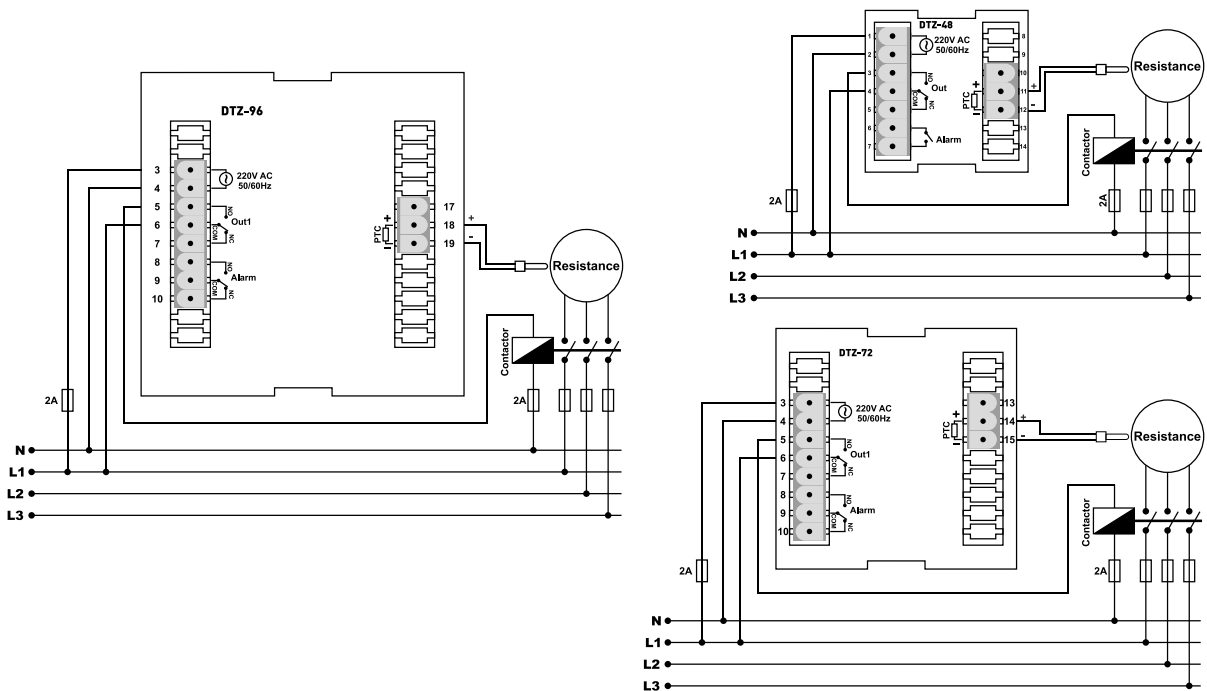 DTZ-96
3
4
5
6
7
8
9
10
220V AC
50/60Hz
NO
Out1
COM
NC
NO
Alarm
COM
NC
17
18
19
+
PTC
−
+
-
Resistance
Contactor
2A
2A
N
L1
L2
L3
DTZ-48
1
2
3
4
5
6
7
220V AC
50/60Hz
NO
Out
COM
NC
Alarm
8
9
10
11
12
13
14
+
PTC
−
+
-
Resistance
Contactor
2A
2A
N
L1
L2
L3
DTZ-72
3
4
5
6
7
8
9
10
220V AC
50/60Hz
NO
Out1
COM
NC
NO
Alarm
COM
NC
13
14
15
+
PTC
−
+
-
Resistance
Contactor
2A
2A
N
L1
L2
L3